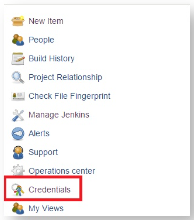 New Item
People
Build History
Project Relationship
Check File Fingerprint
Manage Jenkins
Alerts
Support
Operations center
Credentials
My Views